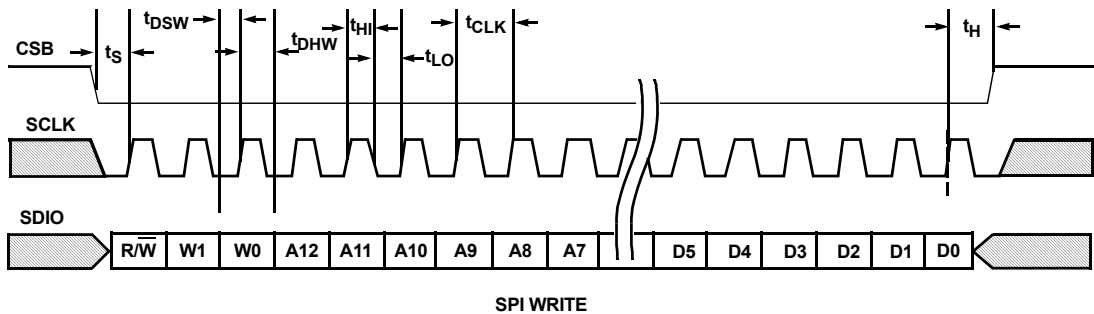 tDSW
tHI
tCLK
tH
CSB
tS
tDHW
tLO
SCLK
SDIO
R/W̅ W1 W0 A12 A11 A10 A9 A8 A7 D5 D4 D3 D2 D1 D0
SPI WRITE